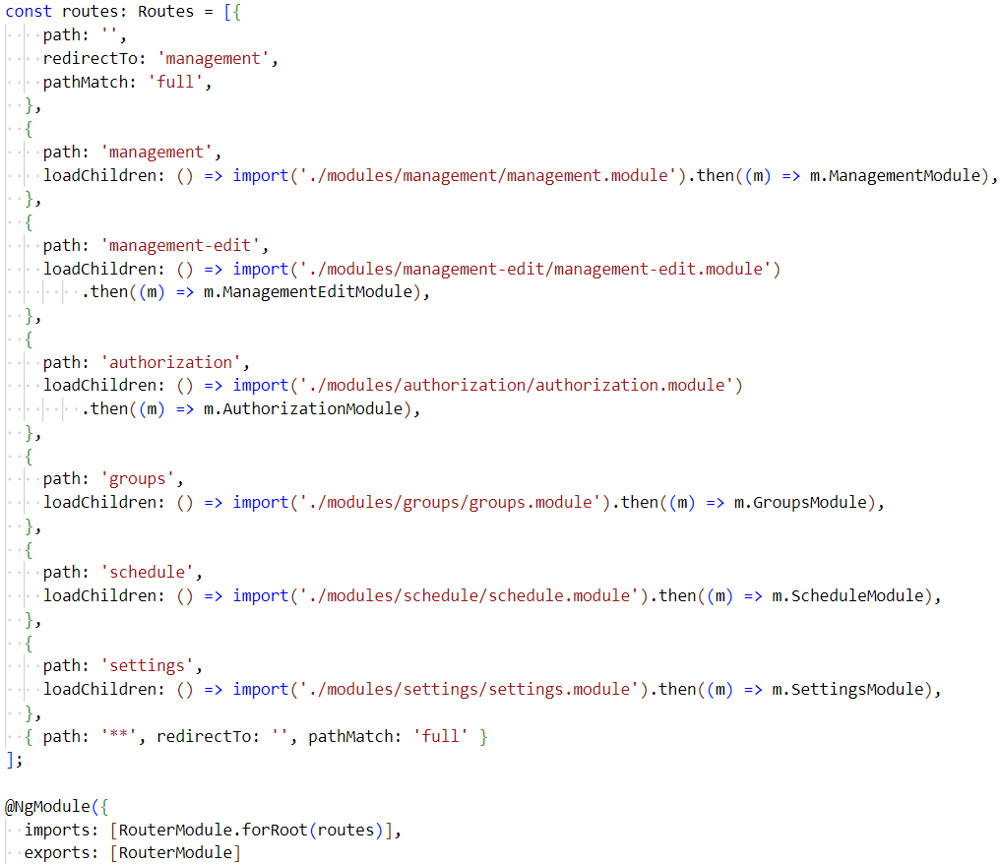 const routes: Routes = [{
    path: '',
    redirectTo: 'management',
    pathMatch: 'full',
  },
  {
    path: 'management',
    loadChildren: () => import('./modules/management/management.module').then((m) => m.ManagementModule),
  },
  {
    path: 'management-edit',
    loadChildren: () => import('./modules/management-edit/management-edit.module')
        .then((m) => m.ManagementEditModule),
  },
  {
    path: 'authorization',
    loadChildren: () => import('./modules/authorization/authorization.module')
        .then((m) => m.AuthorizationModule),
  },
  {
    path: 'groups',
    loadChildren: () => import('./modules/groups/groups.module').then((m) => m.GroupsModule),
  },
  {
    path: 'schedule',
    loadChildren: () => import('./modules/schedule/schedule.module').then((m) => m.ScheduleModule),
  },
  {
    path: 'settings',
    loadChildren: () => import('./modules/settings/settings.module').then((m) => m.SettingsModule),
  },
  { path: '**', redirectTo: '', pathMatch: 'full' }
];

@NgModule({
  imports: [RouterModule.forRoot(routes)],
  exports: [RouterModule]